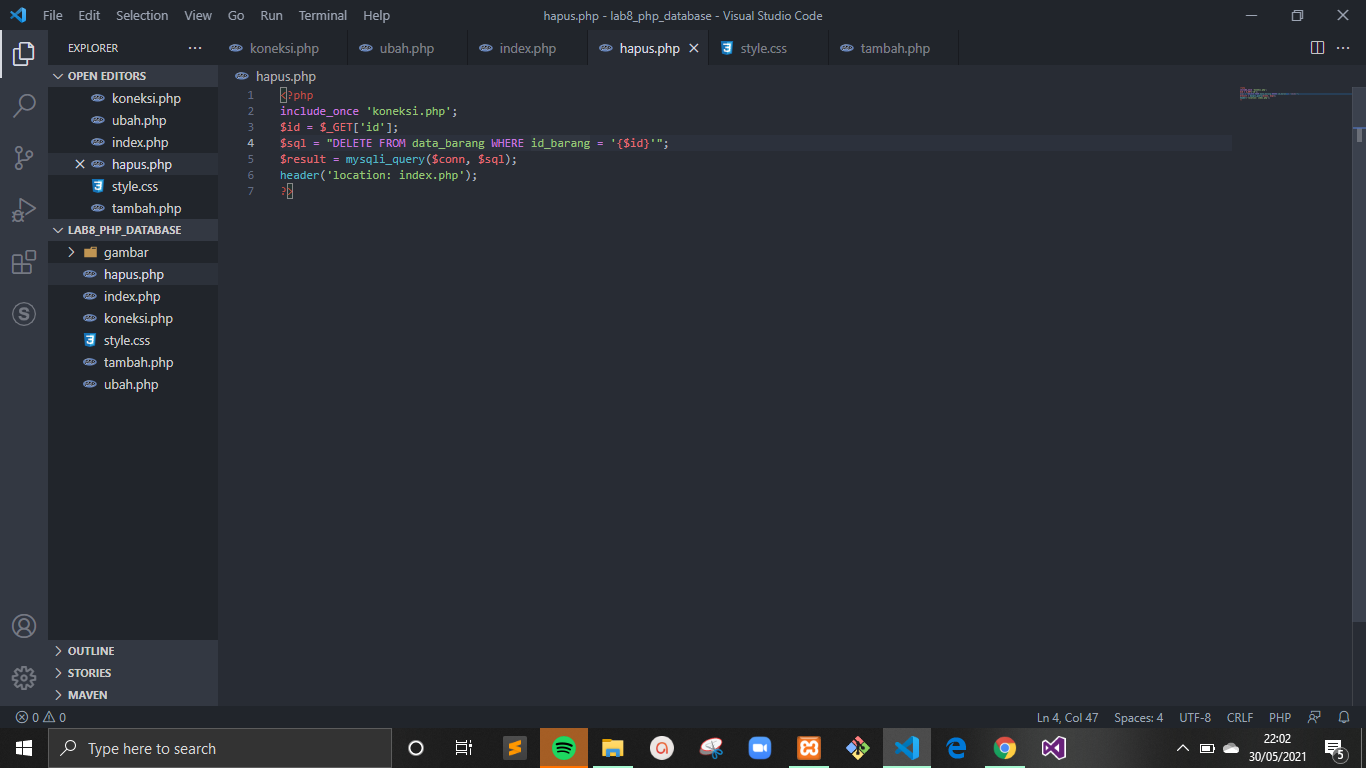 File Edit Selection View Go Run Terminal Help hapus.php - lab8_php_database - Visual Studio Code
EXPLORER ··· koneksi.php ubah.php index.php hapus.php style.css tambah.php ···
OPEN EDITORS
koneksi.php
ubah.php
index.php
hapus.php
style.css
tambah.php
LAB8_PHP_DATABASE
gambar
hapus.php
index.php
koneksi.php
style.css
tambah.php
ubah.php
OUTLINE
STORIES
MAVEN
hapus.php
1 <?php
2 include_once 'koneksi.php';
3 $id = $_GET['id'];
4 $sql = "DELETE FROM data_barang WHERE id_barang = '{$id}'";
5 $result = mysqli_query($conn, $sql);
6 header('location: index.php');
7 ?>
0 0 Ln 4, Col 47 Spaces: 4 UTF-8 CRLF PHP
Type here to search 22:02
30/05/2021 5